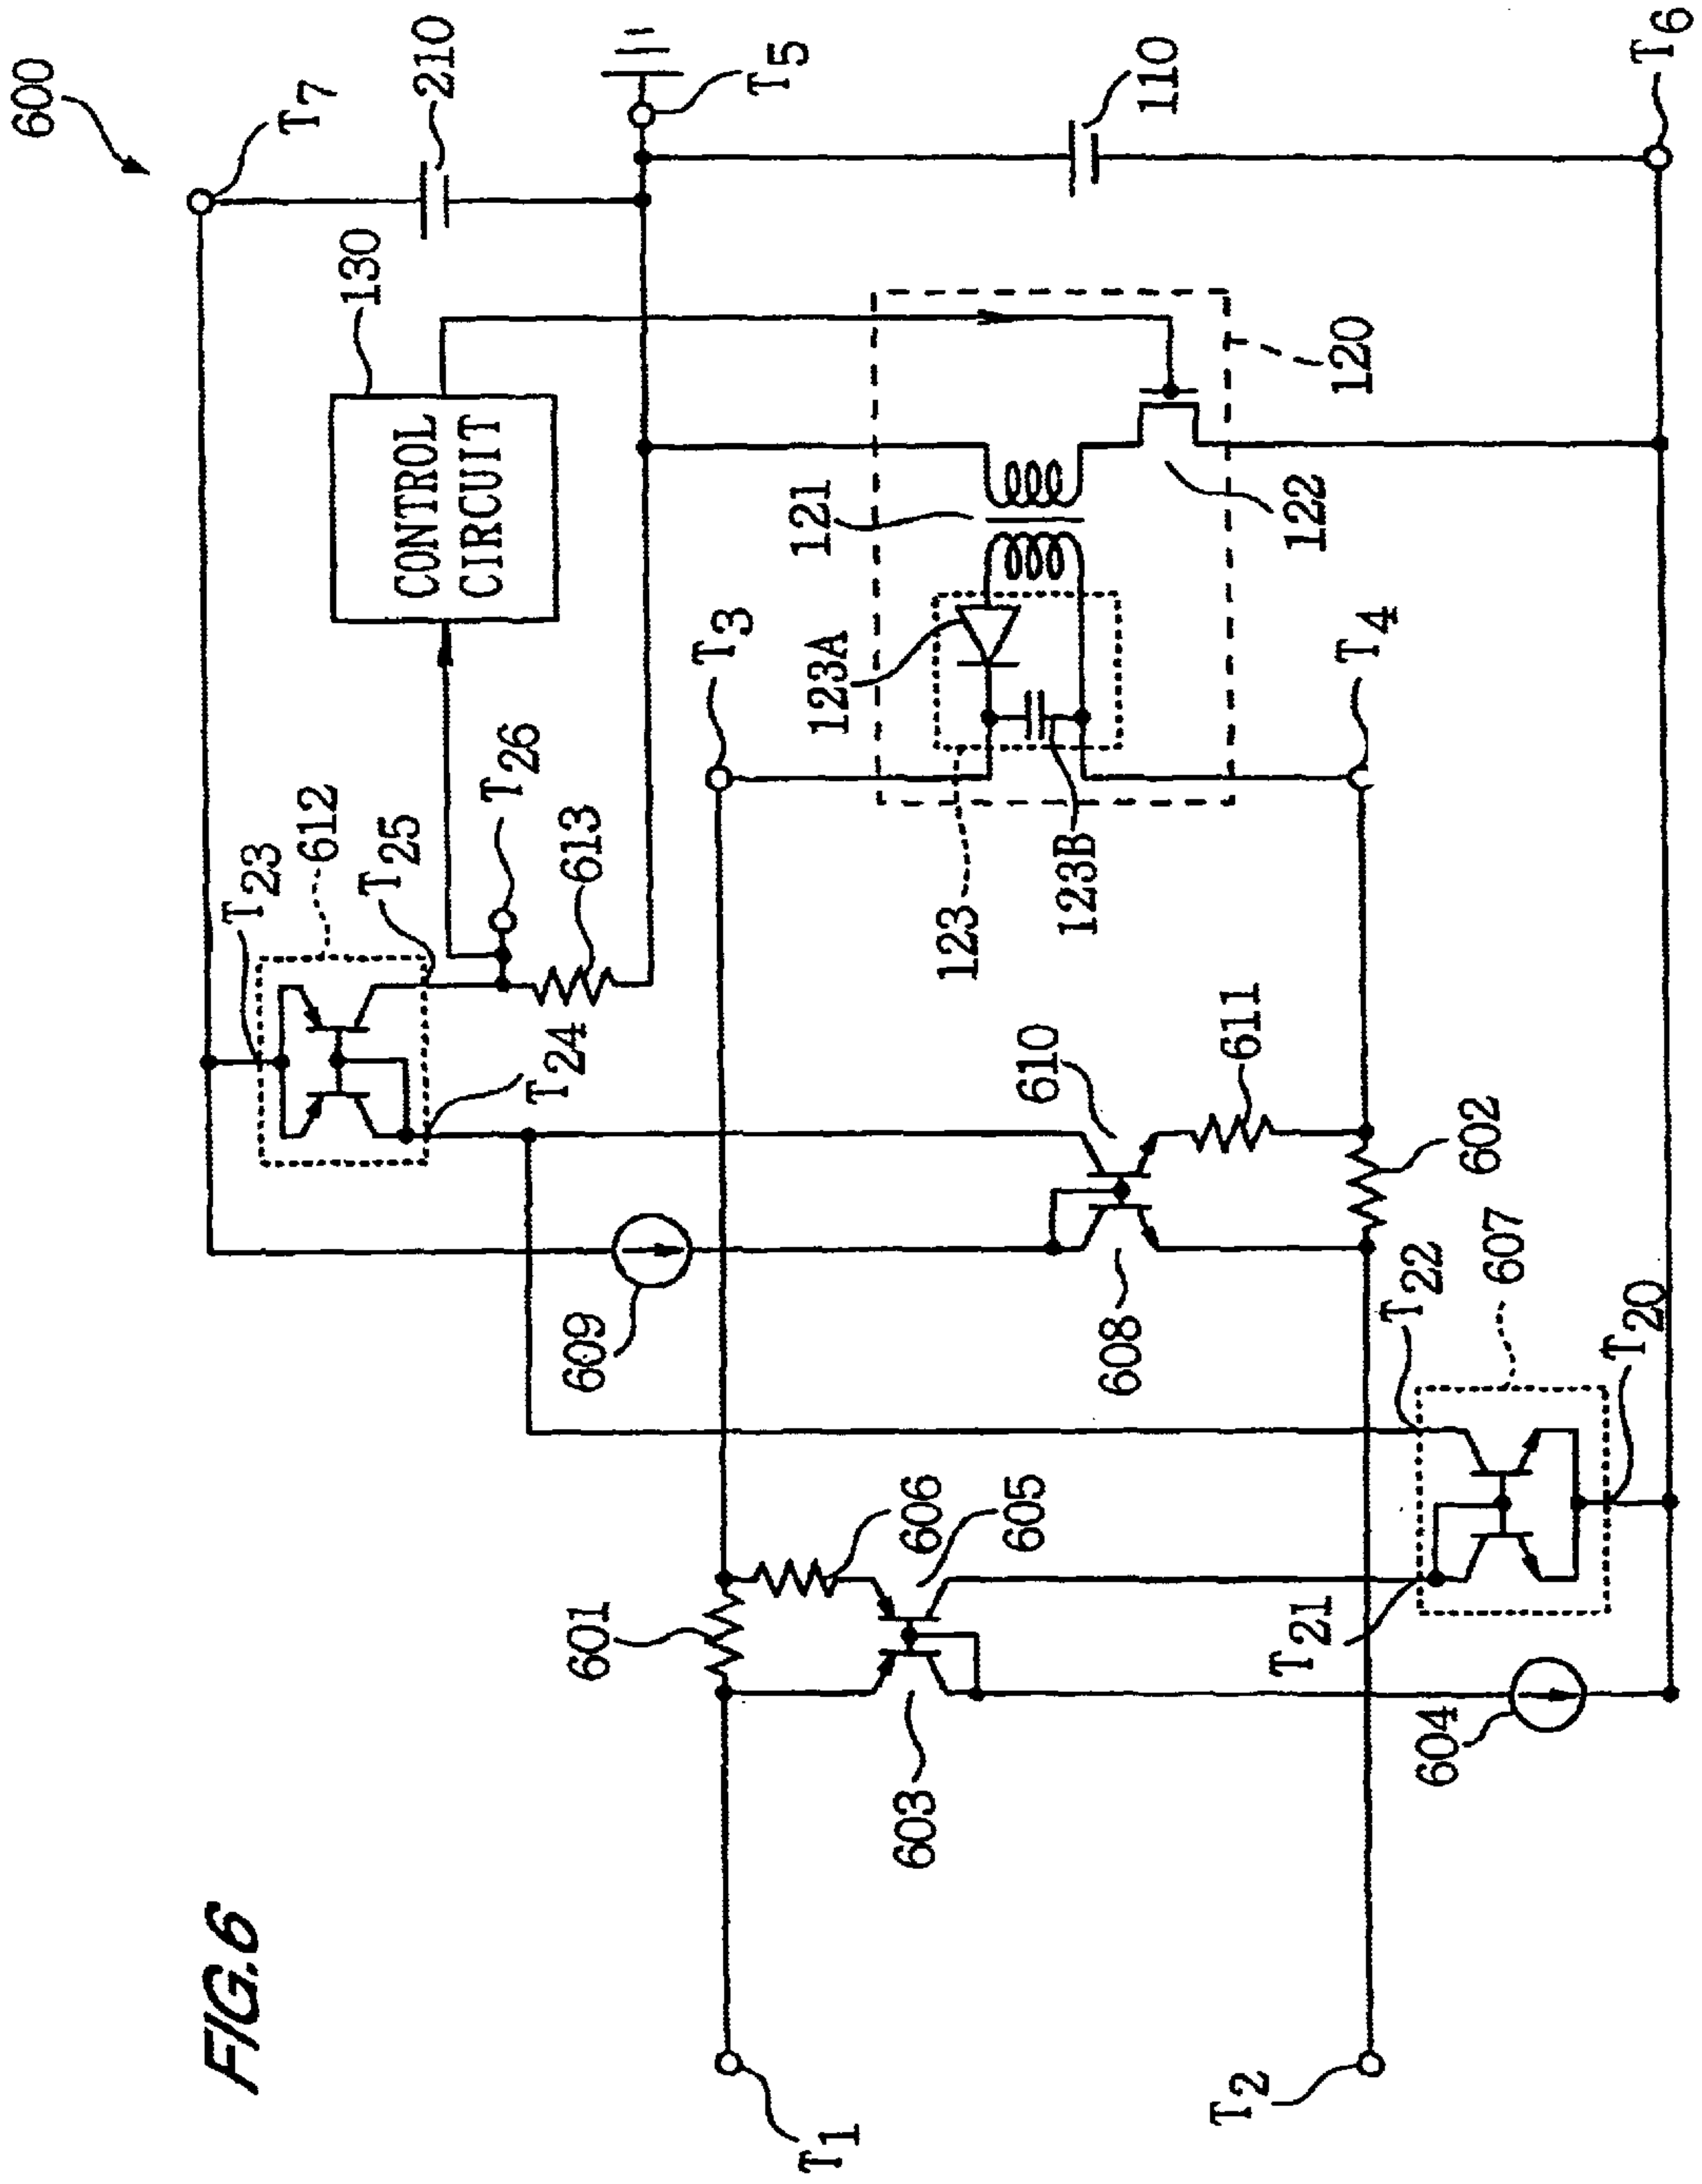 FIG.6
600
T7
210
T5
110
T6
130
CONTROL
CIRCUIT
120
121
122
T3
123A
T4
123
123B
T26
612
T23
T25
613
T24
610
611
602
609
608
607
T22
T20
606
605
601
T21
604
603
T1
T2